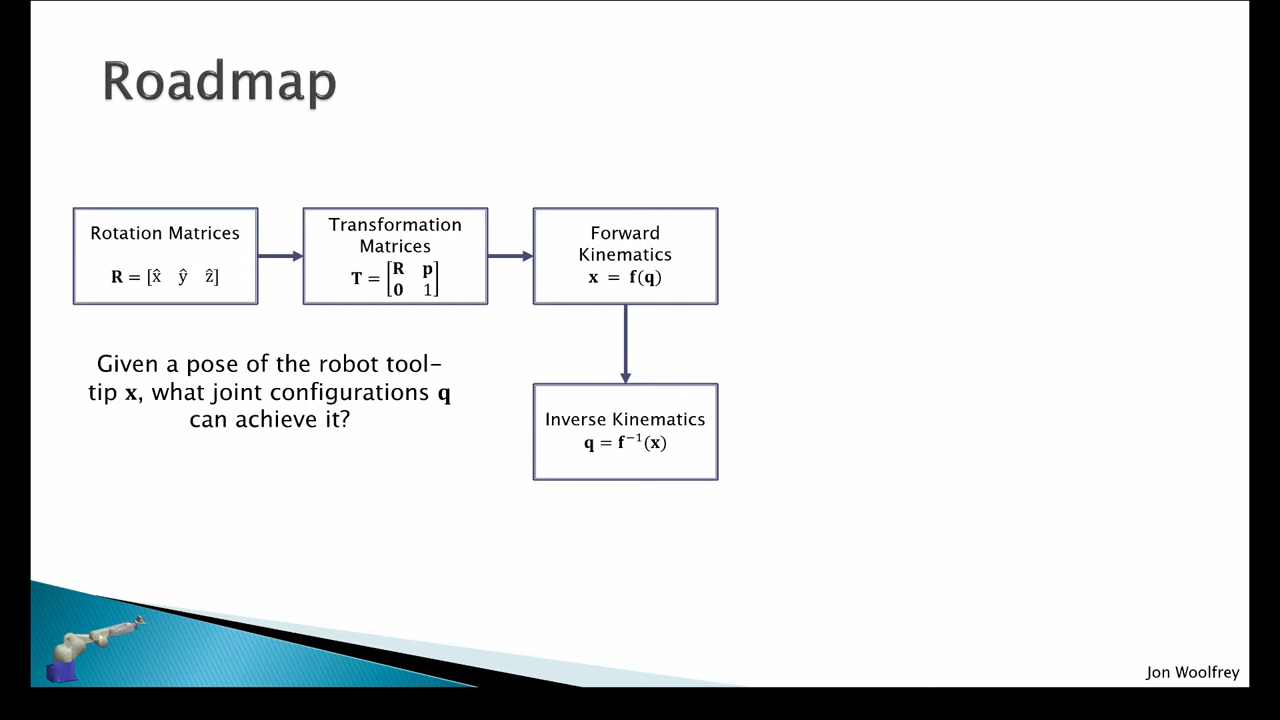 Roadmap
Rotation Matrices
R = [x̂ ŷ ẑ]
Transformation
Matrices
T = [R p
0 1]
Forward
Kinematics
x = f(q)
Given a pose of the robot tool-
tip x, what joint configurations q
can achieve it?
Inverse Kinematics
q = f⁻¹(x)
Jon Woolfrey